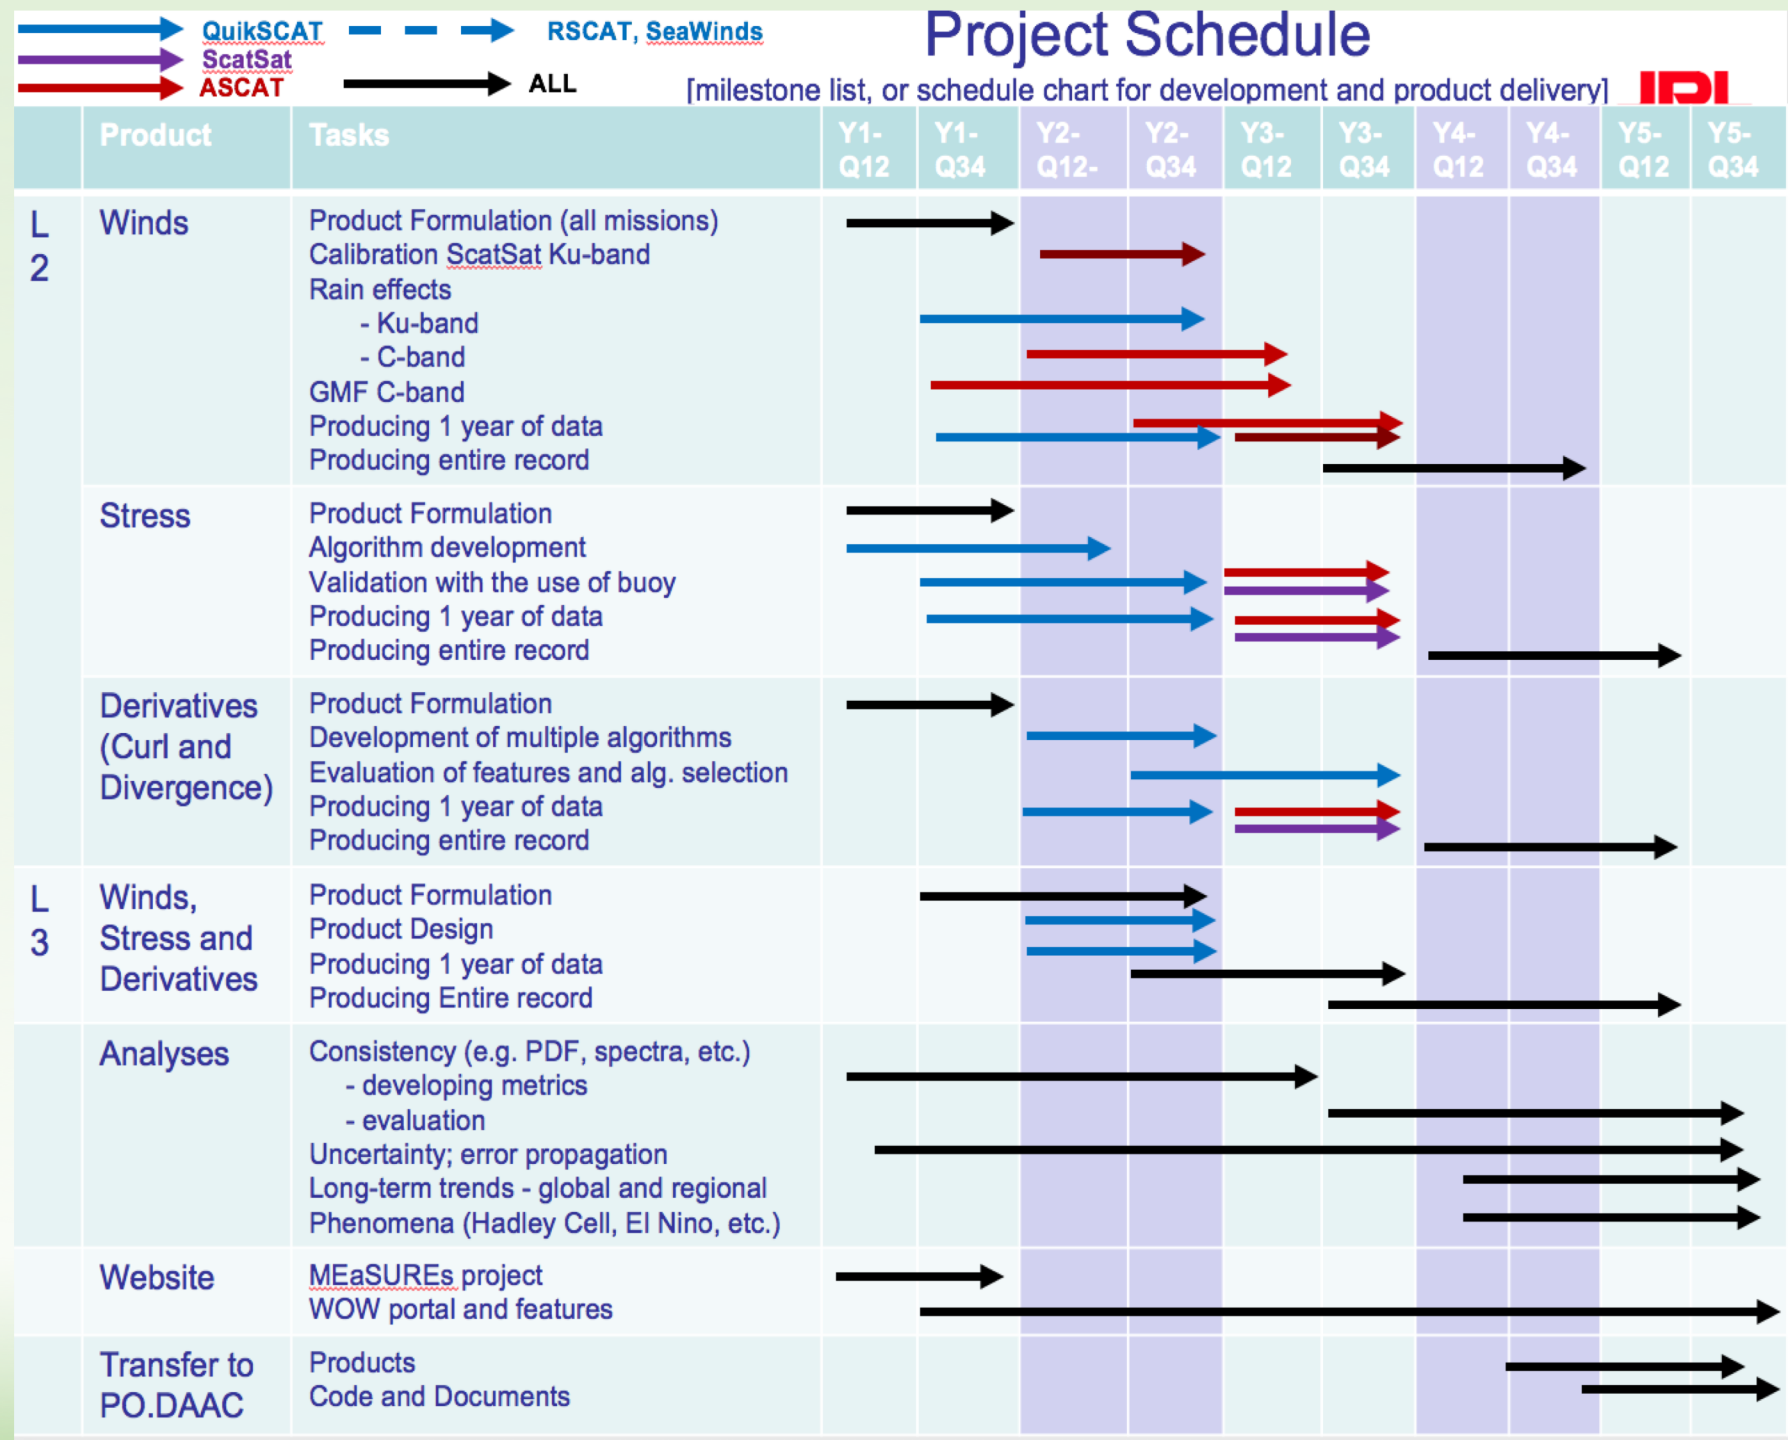 QuikSCAT
RSCAT, SeaWinds
ScatSat
ASCAT
ALL
Project Schedule
[milestone list, or schedule chart for development and product delivery]
Product
Tasks
Y1-
Q12
Y1-
Q34
Y2-
Q12-
Y2-
Q34
Y3-
Q12
Y3-
Q34
Y4-
Q12
Y4-
Q34
Y5-
Q12
Y5-
Q34
L
2
Winds
Product Formulation (all missions)
Calibration ScatSat Ku-band
Rain effects
- Ku-band
- C-band
GMF C-band
Producing 1 year of data
Producing entire record
Stress
Product Formulation
Algorithm development
Validation with the use of buoy
Producing 1 year of data
Producing entire record
Derivatives
(Curl and
Divergence)
Product Formulation
Development of multiple algorithms
Evaluation of features and alg. selection
Producing 1 year of data
Producing entire record
L
3
Winds,
Stress and
Derivatives
Product Formulation
Product Design
Producing 1 year of data
Producing Entire record
Analyses
Consistency (e.g. PDF, spectra, etc.)
- developing metrics
- evaluation
Uncertainty; error propagation
Long-term trends - global and regional
Phenomena (Hadley Cell, El Nino, etc.)
Website
MEaSUREs project
WOW portal and features
Transfer to
PO.DAAC
Products
Code and Documents